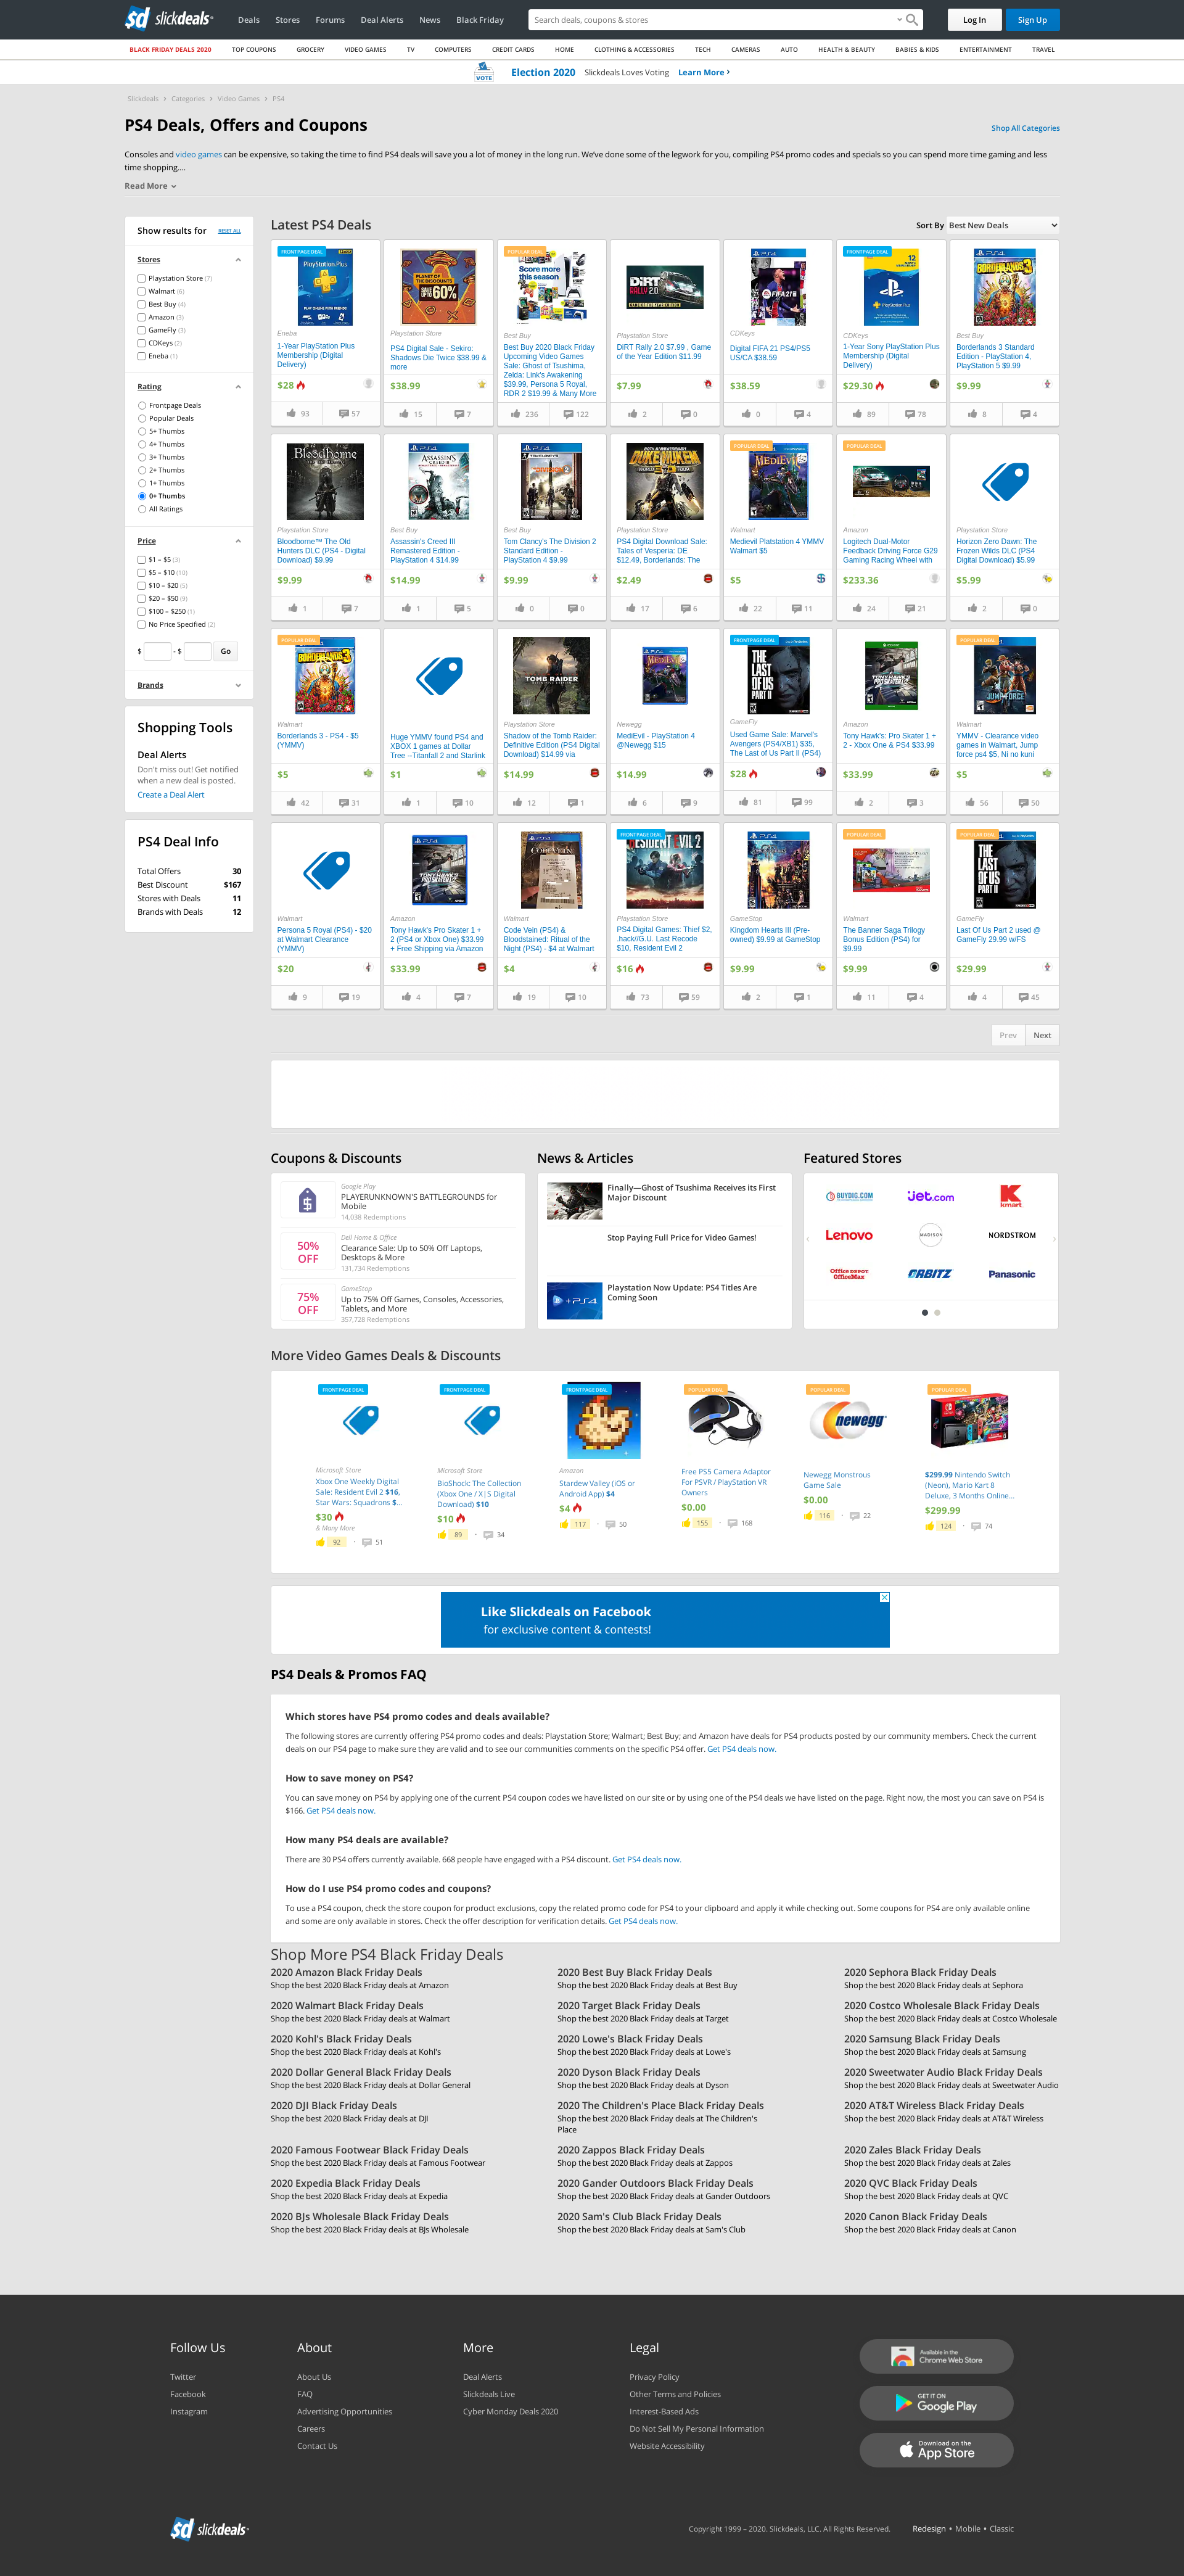 slickdeals
Deals Stores Forums Deal Alerts News Black Friday
Search deals, coupons & stores
Log In
Sign Up
BLACK FRIDAY DEALS 2020 TOP COUPONS GROCERY VIDEO GAMES TV COMPUTERS CREDIT CARDS HOME CLOTHING & ACCESSORIES TECH CAMERAS AUTO HEALTH & BEAUTY BABIES & KIDS ENTERTAINMENT TRAVEL
VOTE Election 2020 Slickdeals Loves Voting Learn More
Slickdeals Categories Video Games PS4
PS4 Deals, Offers and Coupons
Shop All Categories
Consoles and video games can be expensive, so taking the time to find PS4 deals will save you a lot of money in the long run. We've done some of the legwork for you, compiling PS4 promo codes and specials so you can spend more time gaming and less
time shopping....
Read More
Show results for RESET ALL
Stores
Playstation Store (7)
Walmart (6)
Best Buy (4)
Amazon (3)
GameFly (3)
CDKeys (2)
Eneba (1)
Rating
Frontpage Deals
Popular Deals
5+ Thumbs
4+ Thumbs
3+ Thumbs
2+ Thumbs
1+ Thumbs
0+ Thumbs
All Ratings
Price
$1 – $5 (3)
$5 – $10 (10)
$10 – $20 (5)
$20 – $50 (9)
$100 – $250 (1)
No Price Specified (2)
$ - $ Go
Brands
Shopping Tools
Deal Alerts
Don't miss out! Get notified
when a new deal is posted.
Create a Deal Alert
PS4 Deal Info
Total Offers 30
Best Discount $167
Stores with Deals 11
Brands with Deals 12
Latest PS4 Deals
Sort By Best New Deals
FRONTPAGE DEAL
Eneba
1-Year PlayStation Plus
Membership (Digital
Delivery)
$28
93 57
Playstation Store
PS4 Digital Sale - Sekiro:
Shadows Die Twice $38.99 &
more
$38.99
15 7
POPULAR DEAL
Best Buy
Best Buy 2020 Black Friday
Upcoming Video Games
Sale: Ghost of Tsushima,
Zelda: Link's Awakening
$39.99, Persona 5 Royal,
RDR 2 $19.99 & Many More
236 122
Playstation Store
DiRT Rally 2.0 $7.99 , Game
of the Year Edition $11.99
$7.99
2 0
CDKeys
Digital FIFA 21 PS4/PS5
US/CA $38.59
$38.59
0 4
FRONTPAGE DEAL
CDKeys
1-Year Sony PlayStation Plus
Membership (Digital
Delivery)
$29.30
89 78
Best Buy
Borderlands 3 Standard
Edition - PlayStation 4,
PlayStation 5 $9.99
$9.99
8 4
Playstation Store
Bloodborne™ The Old
Hunters DLC (PS4 - Digital
Download) $9.99
$9.99
1 7
Best Buy
Assassin's Creed III
Remastered Edition -
PlayStation 4 $14.99
$14.99
1 5
Best Buy
Tom Clancy's The Division 2
Standard Edition -
PlayStation 4 $9.99
$9.99
0 0
Playstation Store
PS4 Digital Download Sale:
Tales of Vesperia: DE
$12.49, Borderlands: The
$2.49
17 6
POPULAR DEAL
Walmart
Medievil Platstation 4 YMMV
Walmart $5
$5
22 11
POPULAR DEAL
Amazon
Logitech Dual-Motor
Feedback Driving Force G29
Gaming Racing Wheel with
$233.36
24 21
Playstation Store
Horizon Zero Dawn: The
Frozen Wilds DLC (PS4
Digital Download) $5.99
$5.99
2 0
POPULAR DEAL
Walmart
Borderlands 3 - PS4 - $5
(YMMV)
$5
42 31
Huge YMMV found PS4 and
XBOX 1 games at Dollar
Tree --Titanfall 2 and Starlink
$1
1 10
Playstation Store
Shadow of the Tomb Raider:
Definitive Edition (PS4 Digital
Download) $14.99 via
$14.99
12 1
Newegg
MediEvil - PlayStation 4
@Newegg $15
$14.99
6 9
FRONTPAGE DEAL
GameFly
Used Game Sale: Marvel's
Avengers (PS4/XB1) $35,
The Last of Us Part II (PS4)
$28
81 99
Amazon
Tony Hawk's: Pro Skater 1 +
2 - Xbox One & PS4 $33.99
$33.99
2 3
POPULAR DEAL
Walmart
YMMV - Clearance video
games in Walmart, Jump
force ps4 $5, Ni no kuni
$5
56 50
Walmart
Persona 5 Royal (PS4) - $20
at Walmart Clearance
(YMMV)
$20
9 19
Amazon
Tony Hawk's Pro Skater 1 +
2 (PS4 or Xbox One) $33.99
+ Free Shipping via Amazon
$33.99
4 7
Walmart
Code Vein (PS4) &
Bloodstained: Ritual of the
Night (PS4) - $4 at Walmart
$4
19 10
FRONTPAGE DEAL
Playstation Store
PS4 Digital Games: Thief $2,
.hack//G.U. Last Recode
$10, Resident Evil 2
$16
73 59
GameStop
Kingdom Hearts III (Pre-
owned) $9.99 at GameStop
$9.99
2 1
POPULAR DEAL
Walmart
The Banner Saga Trilogy
Bonus Edition (PS4) for
$9.99
$9.99
11 4
POPULAR DEAL
GameFly
Last Of Us Part 2 used @
GameFly 29.99 w/FS
$29.99
4 45
Prev Next
Coupons & Discounts
Google Play
PLAYERUNKNOWN'S BATTLEGROUNDS for
Mobile
14,038 Redemptions
50%
OFF
Dell Home & Office
Clearance Sale: Up to 50% Off Laptops,
Desktops & More
131,734 Redemptions
75%
OFF
GameStop
Up to 75% Off Games, Consoles, Accessories,
Tablets, and More
357,728 Redemptions
News & Articles
Finally—Ghost of Tsushima Receives its First
Major Discount
Stop Paying Full Price for Video Games!
Playstation Now Update: PS4 Titles Are
Coming Soon
Featured Stores
BUYDIG.COM jet.com kmart
Lenovo MADISON NORDSTROM
Office DEPOT OfficeMax ORBITZ Panasonic
More Video Games Deals & Discounts
FRONTPAGE DEAL
Microsoft Store
Xbox One Weekly Digital
Sale: Resident Evil 2 $16,
Star Wars: Squadrons $...
$30
& Many More
92 51
FRONTPAGE DEAL
Microsoft Store
BioShock: The Collection
(Xbox One / X|S Digital
Download) $10
$10
89 34
FRONTPAGE DEAL
Amazon
Stardew Valley (iOS or
Android App) $4
$4
117 50
POPULAR DEAL
Free PS5 Camera Adaptor
For PSVR / PlayStation VR
Owners
$0.00
155 168
POPULAR DEAL
newegg
Newegg Monstrous
Game Sale
$0.00
116 22
POPULAR DEAL
$299.99 Nintendo Switch
(Neon), Mario Kart 8
Deluxe, 3 Months Online...
$299.99
124 74
Like Slickdeals on Facebook
for exclusive content & contests!
PS4 Deals & Promos FAQ
Which stores have PS4 promo codes and deals available?
The following stores are currently offering PS4 promo codes and deals: Playstation Store; Walmart; Best Buy; and Amazon have deals for PS4 products posted by our community members. Check the current
deals on our PS4 page to make sure they are valid and to see our communities comments on the specific PS4 offer. Get PS4 deals now.
How to save money on PS4?
You can save money on PS4 by applying one of the current PS4 coupon codes we have listed on our site or by using one of the PS4 deals we have listed on the page. Right now, the most you can save on PS4 is
$166. Get PS4 deals now.
How many PS4 deals are available?
There are 30 PS4 offers currently available. 668 people have engaged with a PS4 discount. Get PS4 deals now.
How do I use PS4 promo codes and coupons?
To use a PS4 coupon, check the store coupon for product exclusions, copy the related promo code for PS4 to your clipboard and apply it while checking out. Some coupons for PS4 are only available online
and some are only available in stores. Check the offer description for verification details. Get PS4 deals now.
Shop More PS4 Black Friday Deals
2020 Amazon Black Friday Deals
Shop the best 2020 Black Friday deals at Amazon
2020 Best Buy Black Friday Deals
Shop the best 2020 Black Friday deals at Best Buy
2020 Sephora Black Friday Deals
Shop the best 2020 Black Friday deals at Sephora
2020 Walmart Black Friday Deals
Shop the best 2020 Black Friday deals at Walmart
2020 Target Black Friday Deals
Shop the best 2020 Black Friday deals at Target
2020 Costco Wholesale Black Friday Deals
Shop the best 2020 Black Friday deals at Costco Wholesale
2020 Kohl's Black Friday Deals
Shop the best 2020 Black Friday deals at Kohl's
2020 Lowe's Black Friday Deals
Shop the best 2020 Black Friday deals at Lowe's
2020 Samsung Black Friday Deals
Shop the best 2020 Black Friday deals at Samsung
2020 Dollar General Black Friday Deals
Shop the best 2020 Black Friday deals at Dollar General
2020 Dyson Black Friday Deals
Shop the best 2020 Black Friday deals at Dyson
2020 Sweetwater Audio Black Friday Deals
Shop the best 2020 Black Friday deals at Sweetwater Audio
2020 DJI Black Friday Deals
Shop the best 2020 Black Friday deals at DJI
2020 The Children's Place Black Friday Deals
Shop the best 2020 Black Friday deals at The Children's
Place
2020 AT&T Wireless Black Friday Deals
Shop the best 2020 Black Friday deals at AT&T Wireless
2020 Famous Footwear Black Friday Deals
Shop the best 2020 Black Friday deals at Famous Footwear
2020 Zappos Black Friday Deals
Shop the best 2020 Black Friday deals at Zappos
2020 Zales Black Friday Deals
Shop the best 2020 Black Friday deals at Zales
2020 Expedia Black Friday Deals
Shop the best 2020 Black Friday deals at Expedia
2020 Gander Outdoors Black Friday Deals
Shop the best 2020 Black Friday deals at Gander Outdoors
2020 QVC Black Friday Deals
Shop the best 2020 Black Friday deals at QVC
2020 BJs Wholesale Black Friday Deals
Shop the best 2020 Black Friday deals at BJs Wholesale
2020 Sam's Club Black Friday Deals
Shop the best 2020 Black Friday deals at Sam's Club
2020 Canon Black Friday Deals
Shop the best 2020 Black Friday deals at Canon
Follow Us
Twitter
Facebook
Instagram
About
About Us
FAQ
Advertising Opportunities
Careers
Contact Us
More
Deal Alerts
Slickdeals Live
Cyber Monday Deals 2020
Legal
Privacy Policy
Other Terms and Policies
Interest-Based Ads
Do Not Sell My Personal Information
Website Accessibility
Available in the
Chrome Web Store
GET IT ON
Google Play
Download on the
App Store
slickdeals
Copyright 1999 – 2020. Slickdeals, LLC. All Rights Reserved.
Redesign • Mobile • Classic